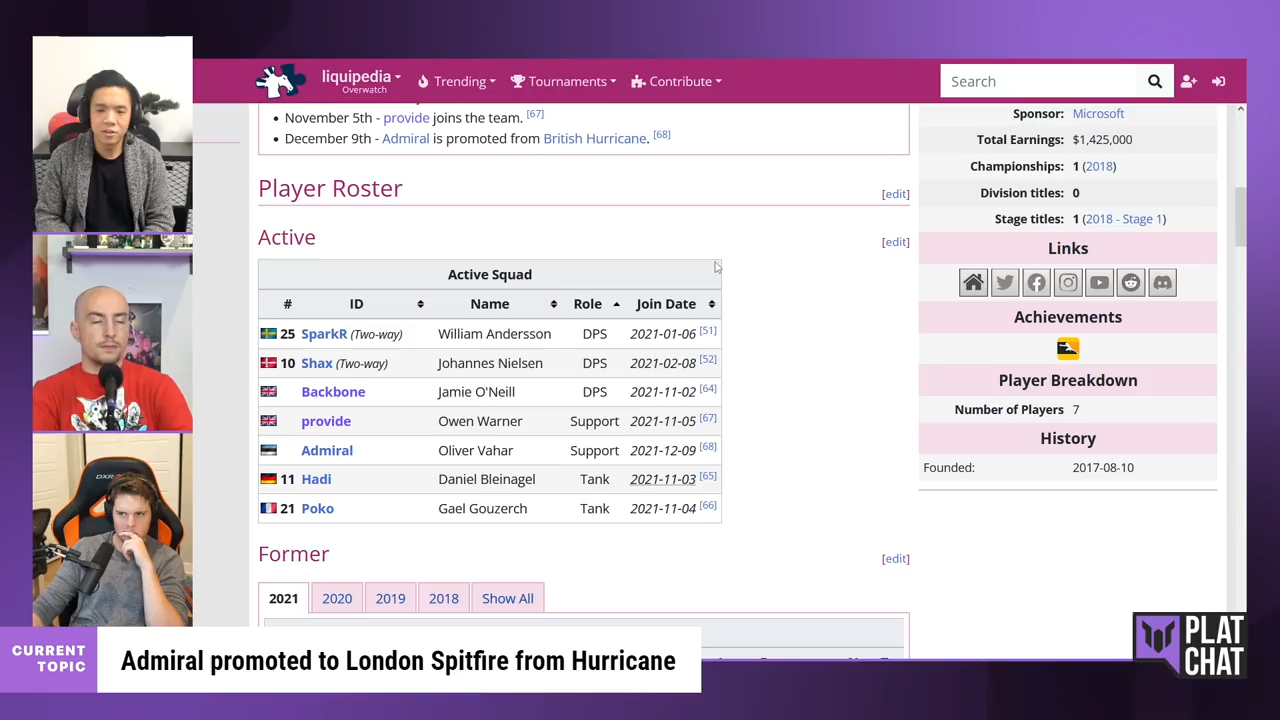 liquipedia
Overwatch
Trending
Tournaments
Contribute
Search
November 5th - provide joins the team. [67]
December 9th - Admiral is promoted from British Hurricane. [68]
Player Roster
[edit]
Active
[edit]
Active Squad
# ID Name Role Join Date
25 SparkR (Two-way) William Andersson DPS 2021-01-06 [51]
10 Shax (Two-way) Johannes Nielsen DPS 2021-02-08 [52]
Backbone Jamie O'Neill DPS 2021-11-02 [64]
provide Owen Warner Support 2021-11-05 [67]
Admiral Oliver Vahar Support 2021-12-09 [68]
11 Hadi Daniel Bleinagel Tank 2021-11-03 [65]
21 Poko Gael Gouzerch Tank 2021-11-04 [66]
Former
[edit]
2021 2020 2019 2018 Show All
Sponsor: Microsoft
Total Earnings: $1,425,000
Championships: 1 (2018)
Division titles: 0
Stage titles: 1 (2018 - Stage 1)
Links
Achievements
Player Breakdown
Number of Players 7
History
Founded: 2017-08-10
DXRACER
CURRENT
TOPIC
Admiral promoted to London Spitfire from Hurricane
PLAT
CHAT